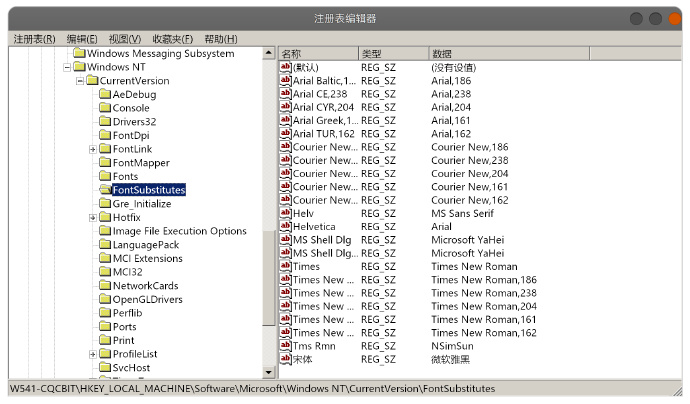 注册表编辑器
注册表(R) 编辑(E) 视图(V) 收藏夹(F) 帮助(H)
Windows Messaging Subsystem
Windows NT
CurrentVersion
AeDebug
Console
Drivers32
FontDpi
FontLink
FontMapper
Fonts
FontSubstitutes
Gre_Initialize
Hotfix
Image File Execution Options
LanguagePack
MCI Extensions
MCI32
NetworkCards
OpenGLDrivers
Perflib
Ports
Print
ProfileList
SvcHost
名称 类型 数据
(默认) REG_SZ (没有设值)
Arial Baltic,1... REG_SZ Arial,186
Arial CE,238 REG_SZ Arial,238
Arial CYR,204 REG_SZ Arial,204
Arial Greek,1... REG_SZ Arial,161
Arial TUR,162 REG_SZ Arial,162
Courier New... REG_SZ Courier New,186
Courier New... REG_SZ Courier New,238
Courier New... REG_SZ Courier New,204
Courier New... REG_SZ Courier New,161
Courier New... REG_SZ Courier New,162
Helv REG_SZ MS Sans Serif
Helvetica REG_SZ Arial
MS Shell Dlg REG_SZ Microsoft YaHei
MS Shell Dlg... REG_SZ Microsoft YaHei
Times REG_SZ Times New Roman
Times New ... REG_SZ Times New Roman,186
Times New ... REG_SZ Times New Roman,238
Times New ... REG_SZ Times New Roman,204
Times New ... REG_SZ Times New Roman,161
Times New ... REG_SZ Times New Roman,162
Tms Rmn REG_SZ NSimSun
宋体 REG_SZ 微软雅黑
W541-CQCBIT\HKEY_LOCAL_MACHINE\Software\Microsoft\Windows NT\CurrentVersion\FontSubstitutes